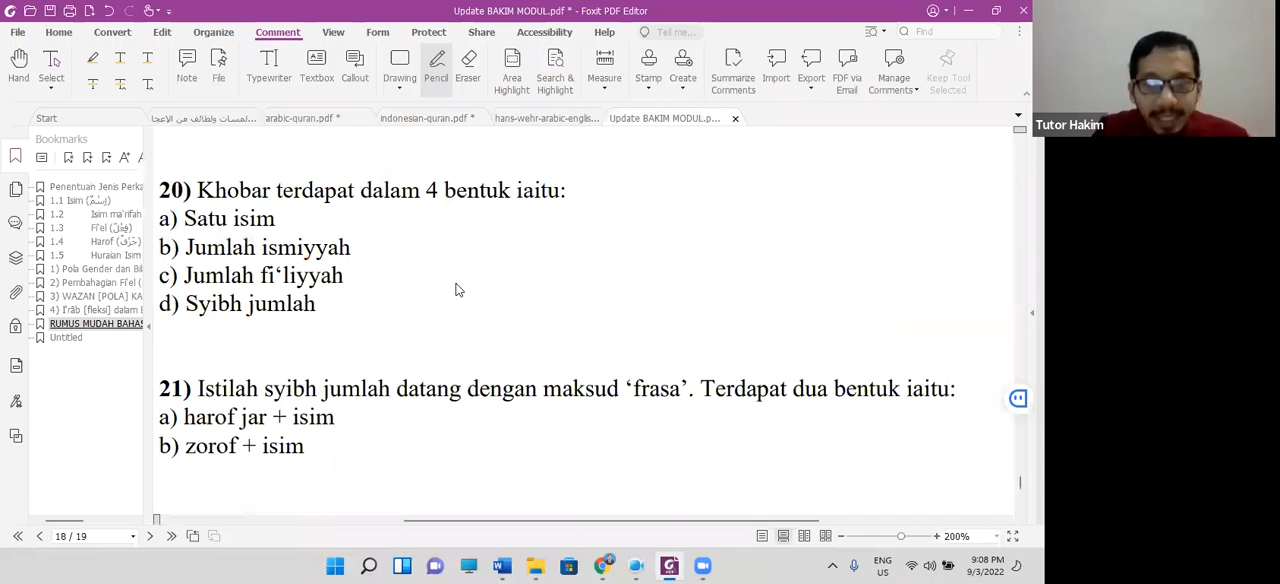 Update BAKIM MODUL.pdf * - Foxit PDF Editor
File Home Convert Edit Organize Comment View Form Protect Share Accessibility Help Tell me... Find
Hand Select Note File Typewriter Textbox Callout Drawing Pencil Eraser Area Highlight Search & Highlight Measure Stamp Create Summarize Comments Import Export FDF via Email Manage Comments Keep Tool Selected
Start arabic-quran.pdf * indonesian-quran.pdf * hans-wehr-arabic-englis... Update BAKIM MODUL.p... *
Tutor Hakim
Bookmarks
Penentuan Jenis Perka
1.1 Isim (إِسْمٌ)
1.2 Isim ma'rifah
1.3 Fi'el (فِعْلٌ)
1.4 Harof (حَرْفٌ)
1.5 Huraian Isim
1) Pola Gender dan Bil
2) Pembahagian Fi'el (
3) WAZAN [POLA] KA
4) I'rāb [fleksi] dalam B
RUMUS MUDAH BAHAS
Untitled
20) Khobar terdapat dalam 4 bentuk iaitu:
a) Satu isim
b) Jumlah ismiyyah
c) Jumlah fi‘liyyah
d) Syibh jumlah
21) Istilah syibh jumlah datang dengan maksud ‘frasa’. Terdapat dua bentuk iaitu:
a) harof jar + isim
b) zorof + isim
18 / 19
200%
ENG
US
9:08 PM
9/3/2022